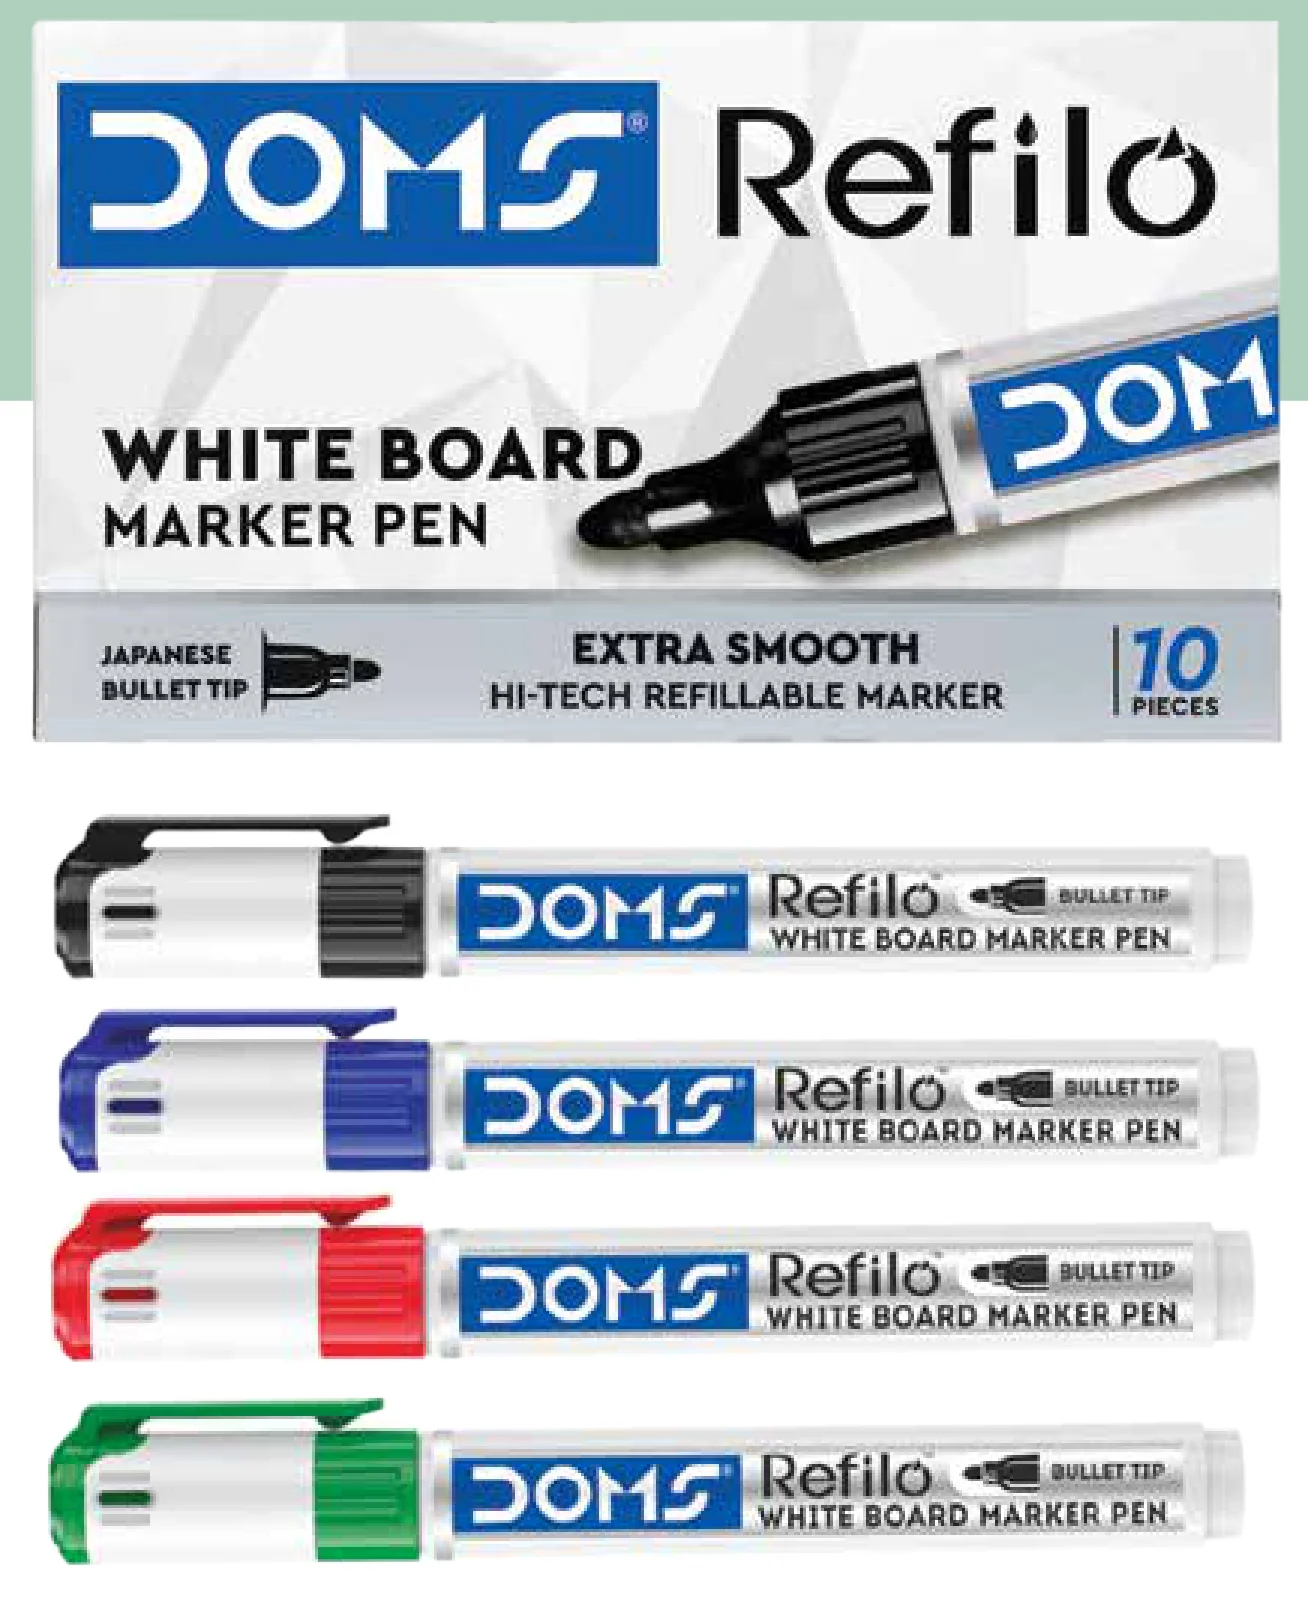 DOMS® Refilo
DOM
WHITE BOARD
MARKER PEN
JAPANESE
BULLET TIP
EXTRA SMOOTH
HI-TECH REFILLABLE MARKER
10
PIECES
DOMS Refilo BULLET TIP
WHITE BOARD MARKER PEN
DOMS Refilo BULLET TIP
WHITE BOARD MARKER PEN
DOMS Refilo BULLET TIP
WHITE BOARD MARKER PEN
DOMS Refilo BULLET TIP
WHITE BOARD MARKER PEN